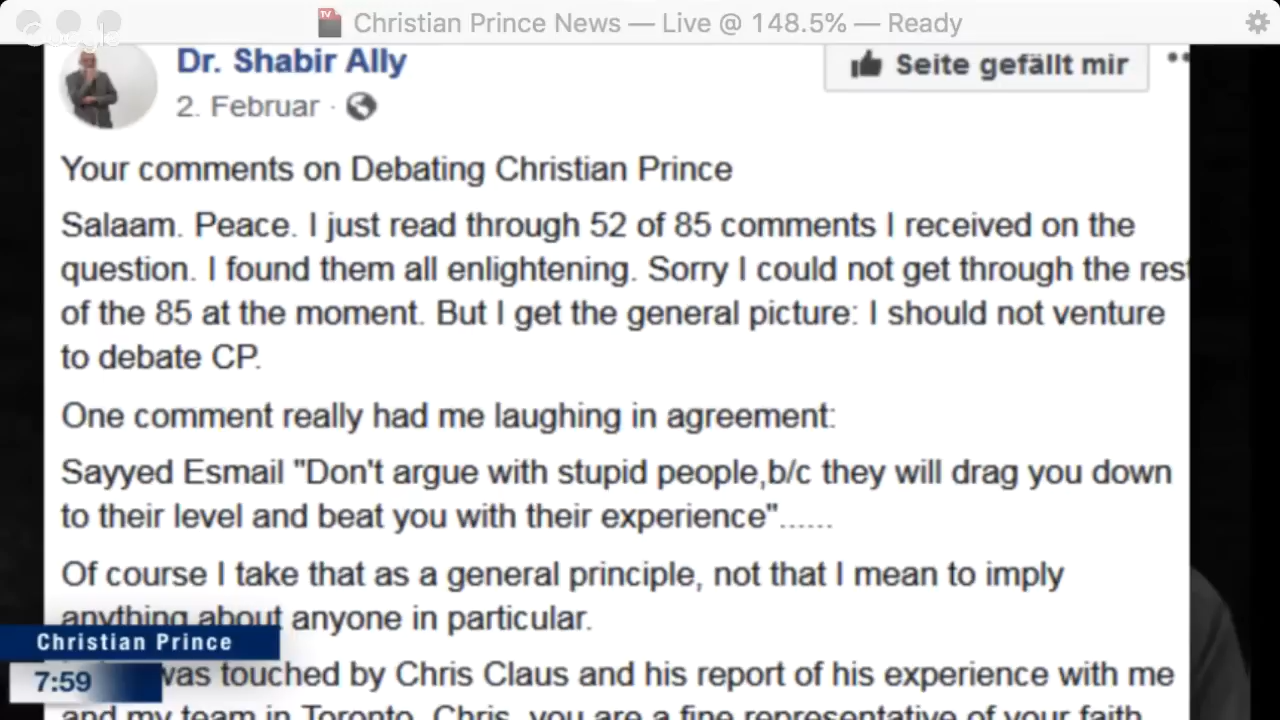 Christian Prince News — Live @ 148.5% — Ready
Google
Dr. Shabir Ally
Seite gefällt mir
2. Februar ·
Your comments on Debating Christian Prince
Salaam. Peace. I just read through 52 of 85 comments I received on the
question. I found them all enlightening. Sorry I could not get through the rest
of the 85 at the moment. But I get the general picture: I should not venture
to debate CP.
One comment really had me laughing in agreement:
Sayyed Esmail "Don't argue with stupid people,b/c they will drag you down
to their level and beat you with their experience"......
Of course I take that as a general principle, not that I mean to imply
anything about anyone in particular.
Christian Prince
7:59
was touched by Chris Claus and his report of his experience with me
and my team in Toronto. Chris, you are a fine representative of your faith